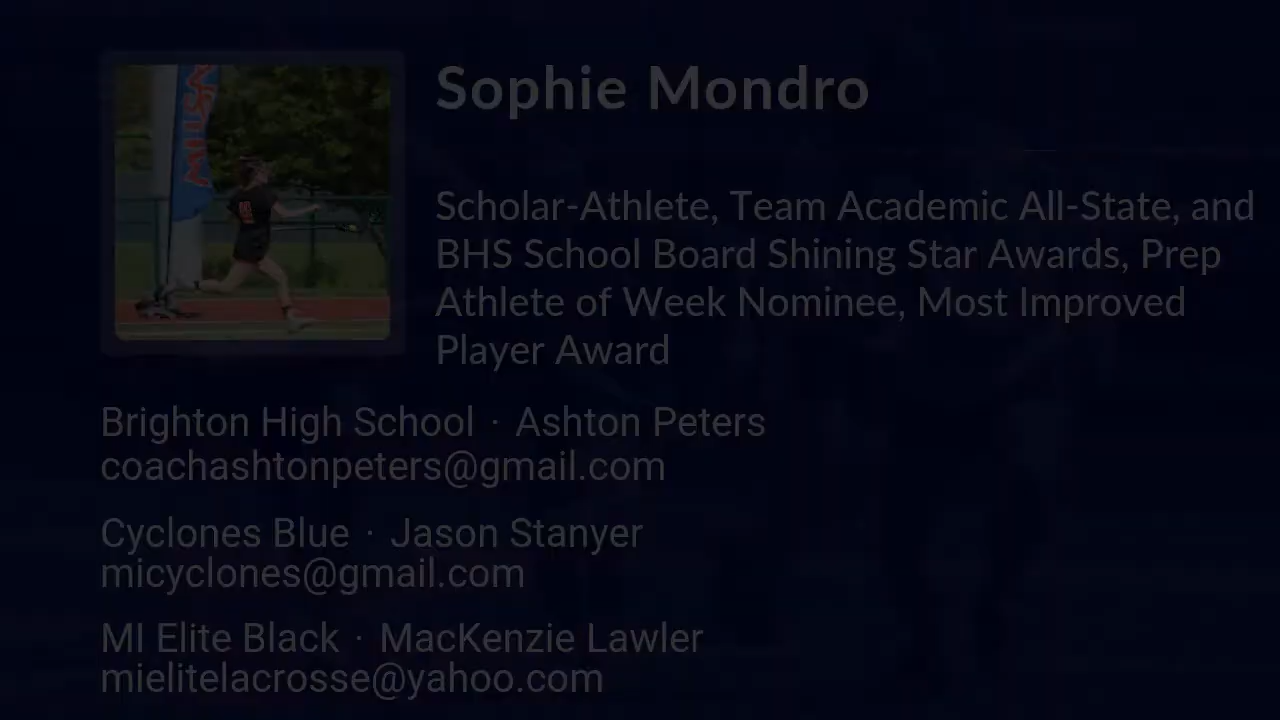 Sophie Mondro
Scholar-Athlete, Team Academic All-State, and
BHS School Board Shining Star Awards, Prep
Athlete of Week Nominee, Most Improved
Player Award
Brighton High School · Ashton Peters
coachashtonpeters@gmail.com
Cyclones Blue · Jason Stanyer
micyclones@gmail.com
MI Elite Black · MacKenzie Lawler
mielitelacrosse@yahoo.com